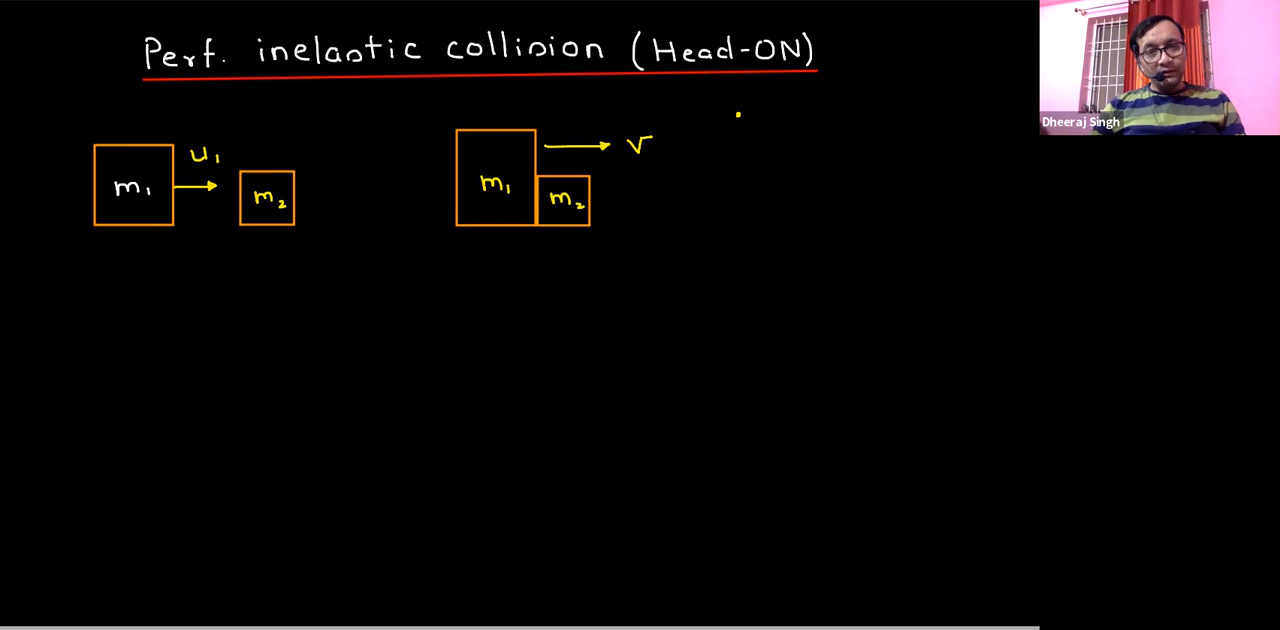 Perf. inelastic collision (Head-ON)
Dheeraj Singh
u₁
m₁
m₂
v
m₁
m₂